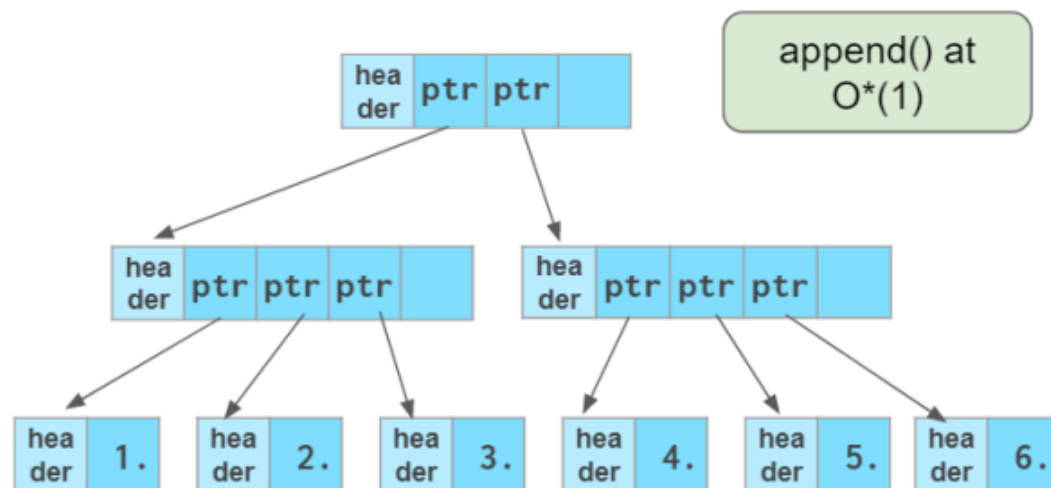 append() at
O*(1)
hea
der
ptr
ptr
hea
der
ptr
ptr
ptr
hea
der
ptr
ptr
ptr
hea
der
1.
hea
der
2.
hea
der
3.
hea
der
4.
hea
der
5.
hea
der
6.